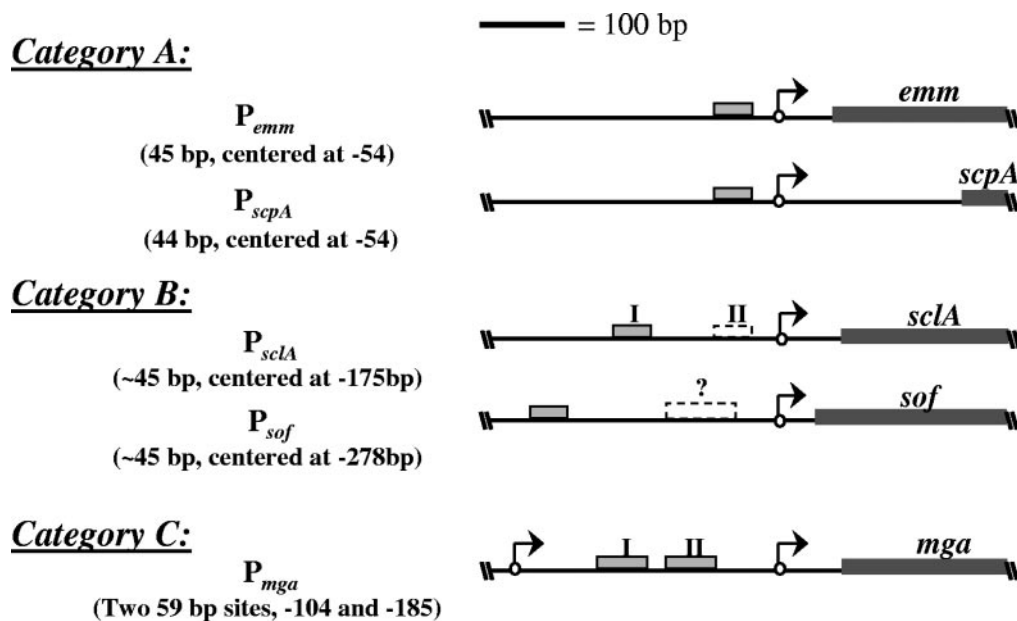 = 100 bp
Category A:
emm
Pemm
(45 bp, centered at -54)
scpA
PscpA
(44 bp, centered at -54)
Category B:
I II sclA
PsclA
(~45 bp, centered at -175bp)
? sof
Psof
(~45 bp, centered at -278bp)
Category C:
I II mga
Pmga
(Two 59 bp sites, -104 and -185)